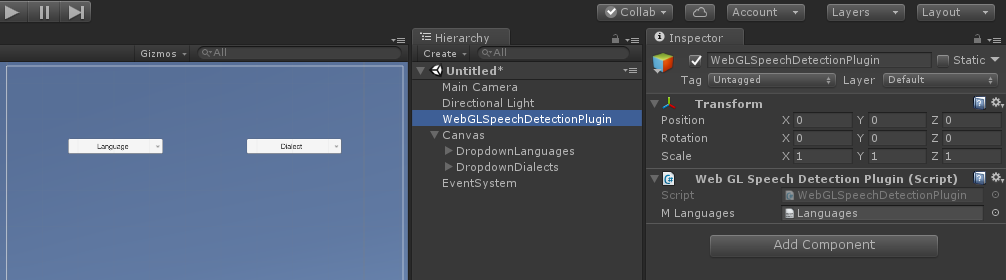 Collab
Account
Layers
Layout
Gizmos
All
Language
Dialect
Hierarchy
Create
All
Untitled*
Main Camera
Directional Light
WebGLSpeechDetectionPlugin
Canvas
DropdownLanguages
DropdownDialects
EventSystem
Inspector
WebGLSpeechDetectionPlugin
Static
Tag Untagged Layer Default
Transform
Position X 0 Y 0 Z 0
Rotation X 0 Y 0 Z 0
Scale X 1 Y 1 Z 1
Web GL Speech Detection Plugin (Script)
Script WebGLSpeechDetectionPlugin
M Languages Languages
Add Component